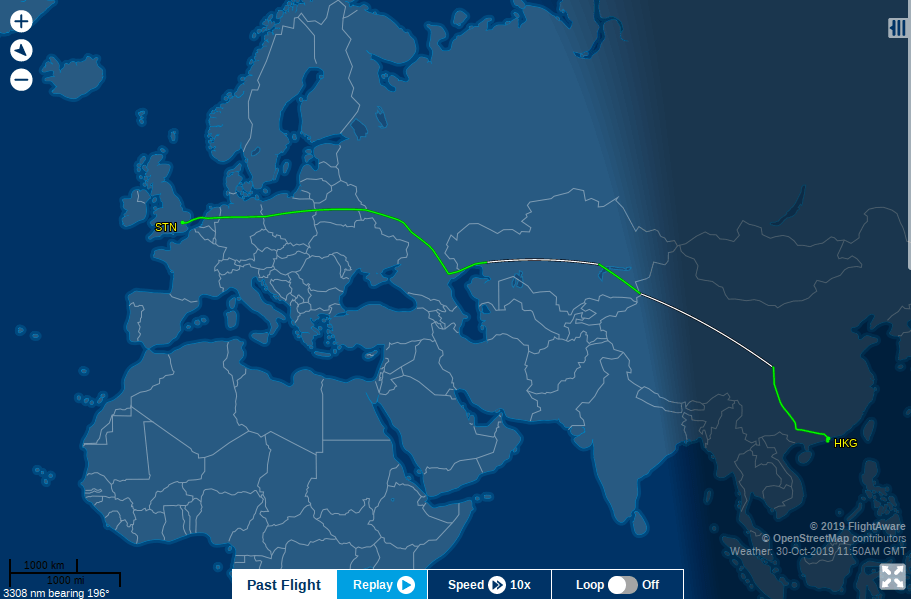 STN
HKG
© 2019 FlightAware
© OpenStreetMap contributors
Weather: 30-Oct-2019 11:50AM GMT
1000 km
1000 mi
3308 nm bearing 196°
Past Flight Replay Speed 10x Loop Off